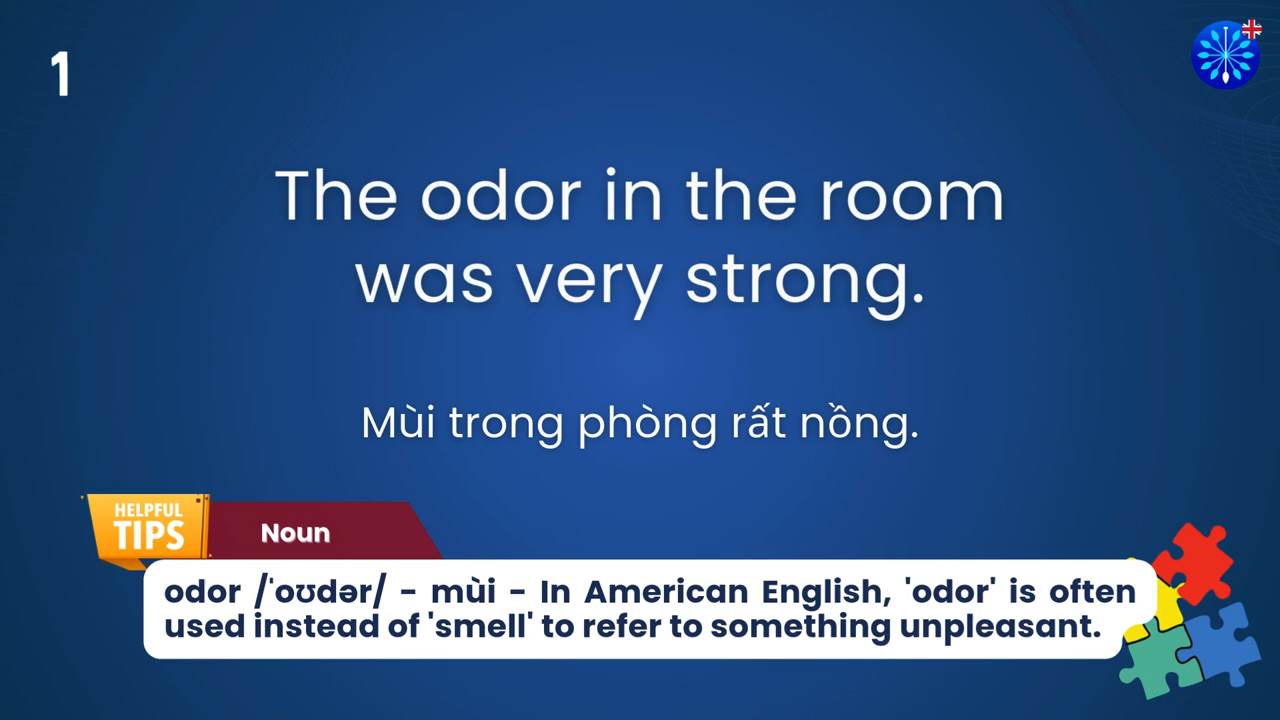 1
The odor in the room
was very strong.
Mùi trong phòng rất nồng.
HELPFUL
TIPS
Noun
odor /ˈoʊdər/ - mùi - In American English, 'odor' is often
used instead of 'smell' to refer to something unpleasant.